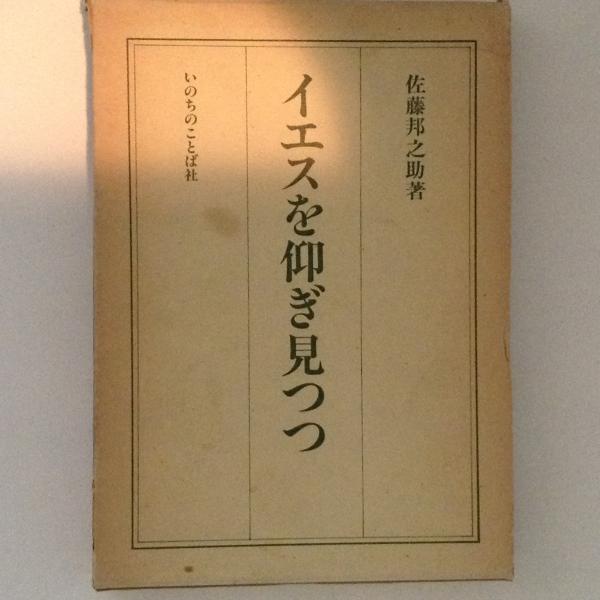 佐藤邦之助著
イエスを仰ぎ見つつ
いのちのことば社